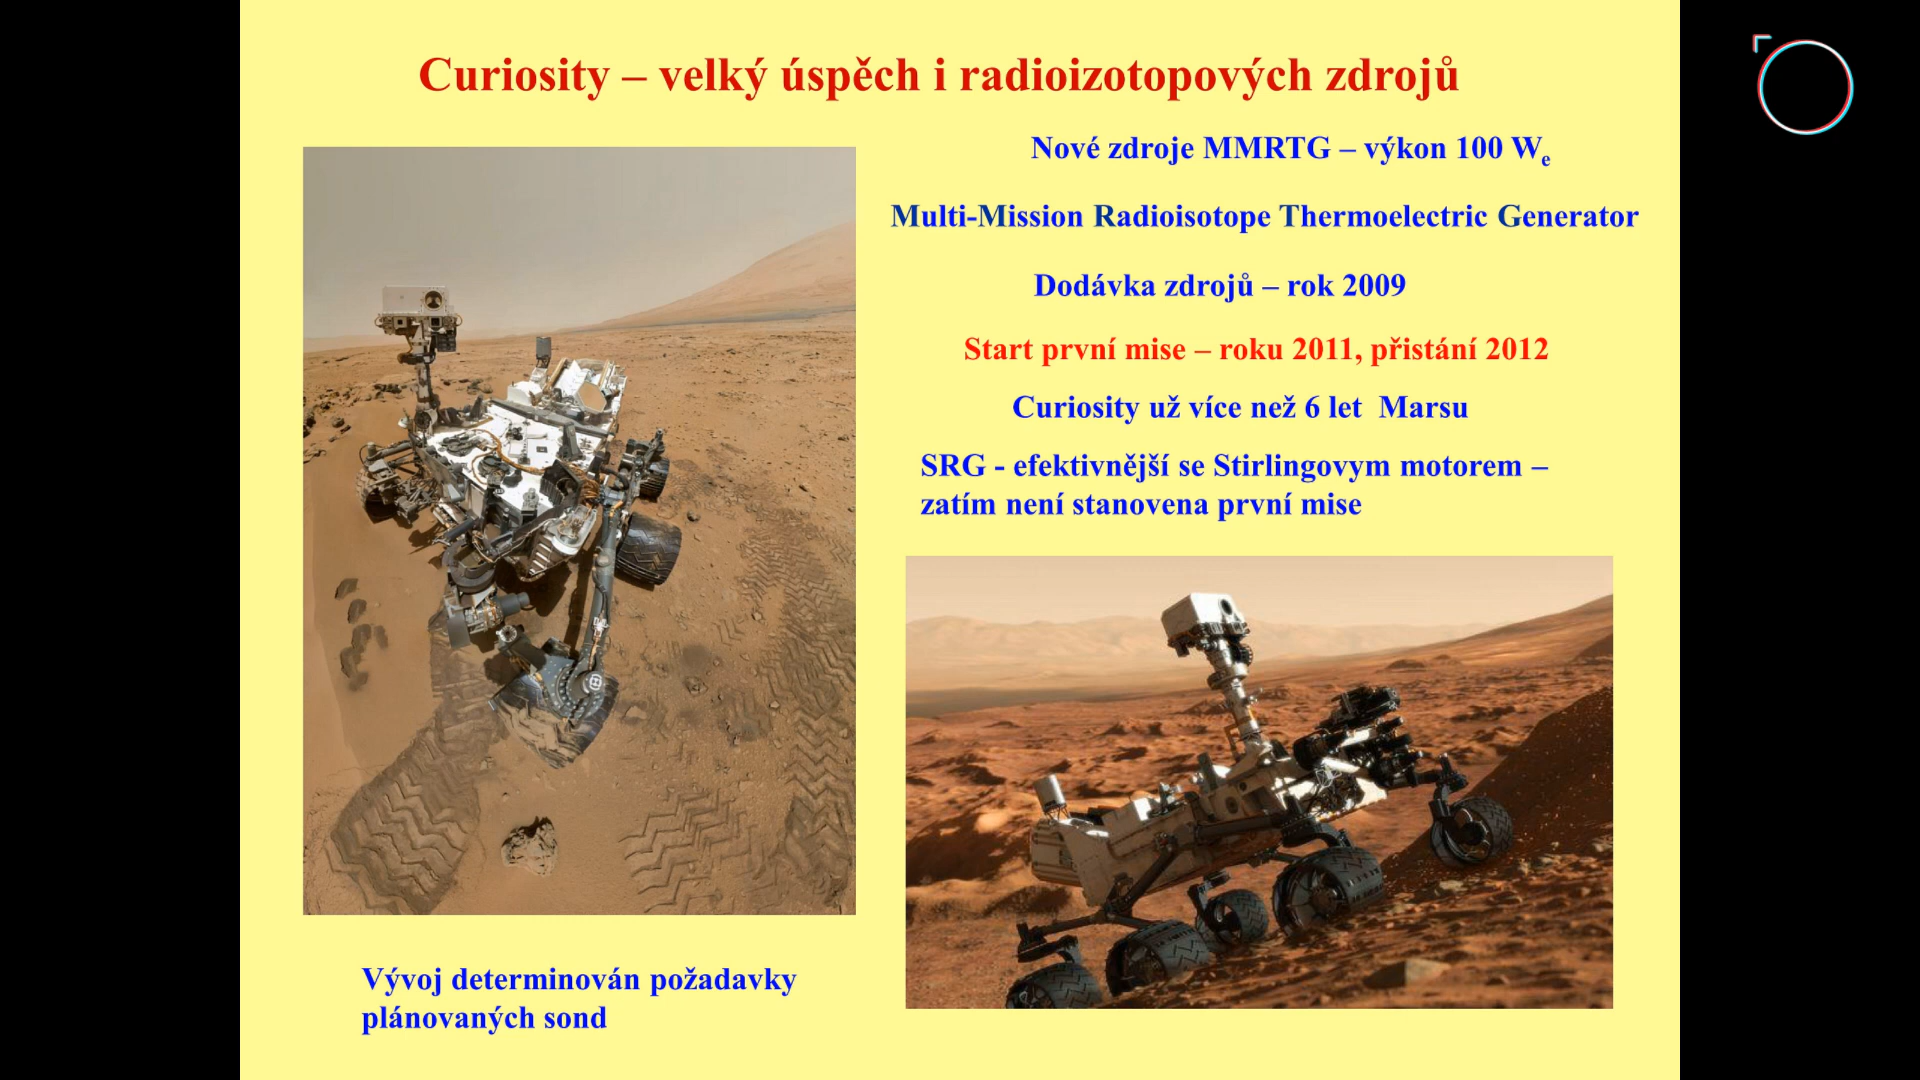 Curiosity – velký úspěch i radioizotopových zdrojů
Nové zdroje MMRTG – výkon 100 We
Multi-Mission Radioisotope Thermoelectric Generator
Dodávka zdrojů – rok 2009
Start první mise – roku 2011, přistání 2012
Curiosity už více než 6 let  Marsu
SRG - efektivnější se Stirlingovym motorem –
zatím není stanovena první mise
Vývoj determinován požadavky
plánovaných sond